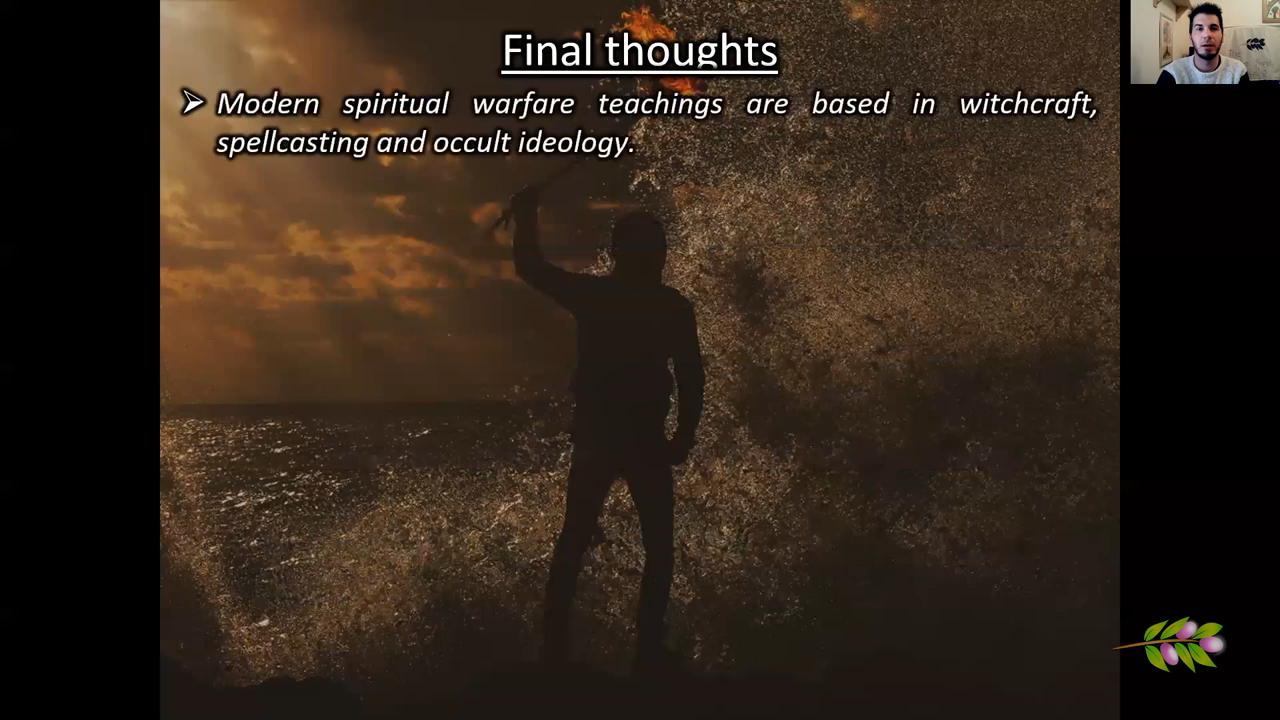 Final thoughts
Modern spiritual warfare teachings are based in witchcraft,
spellcasting and occult ideology.